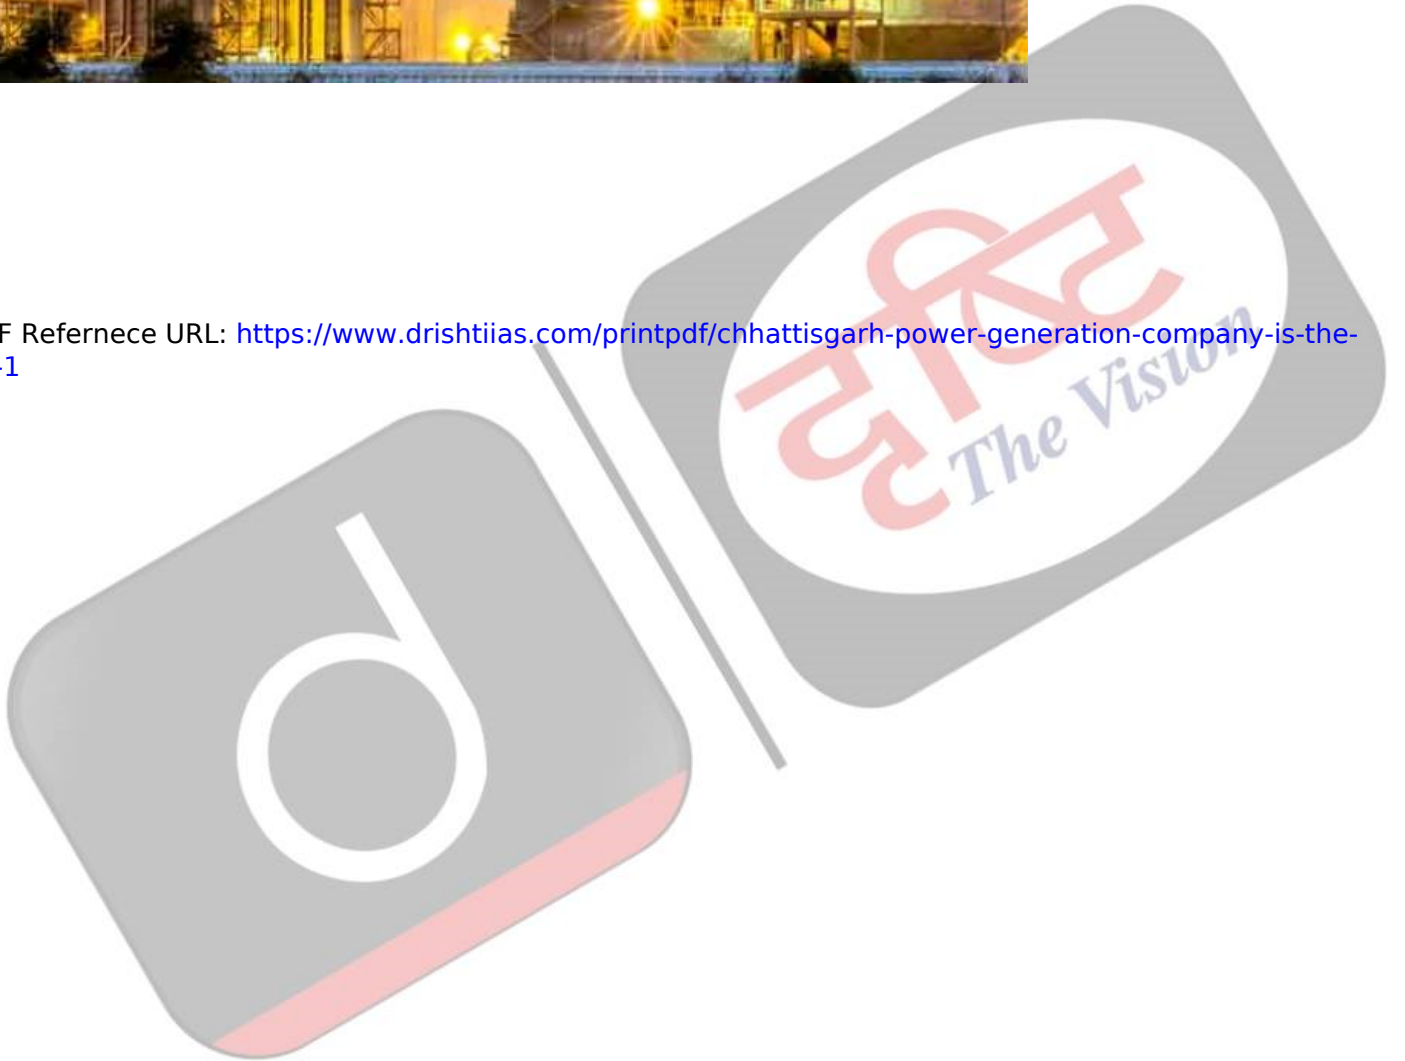 F Refernece URL: https://www.drishtiias.com/printpdf/chhattisgarh-power-generation-company-is-the-
-1
दृष्टि
The Vision
d